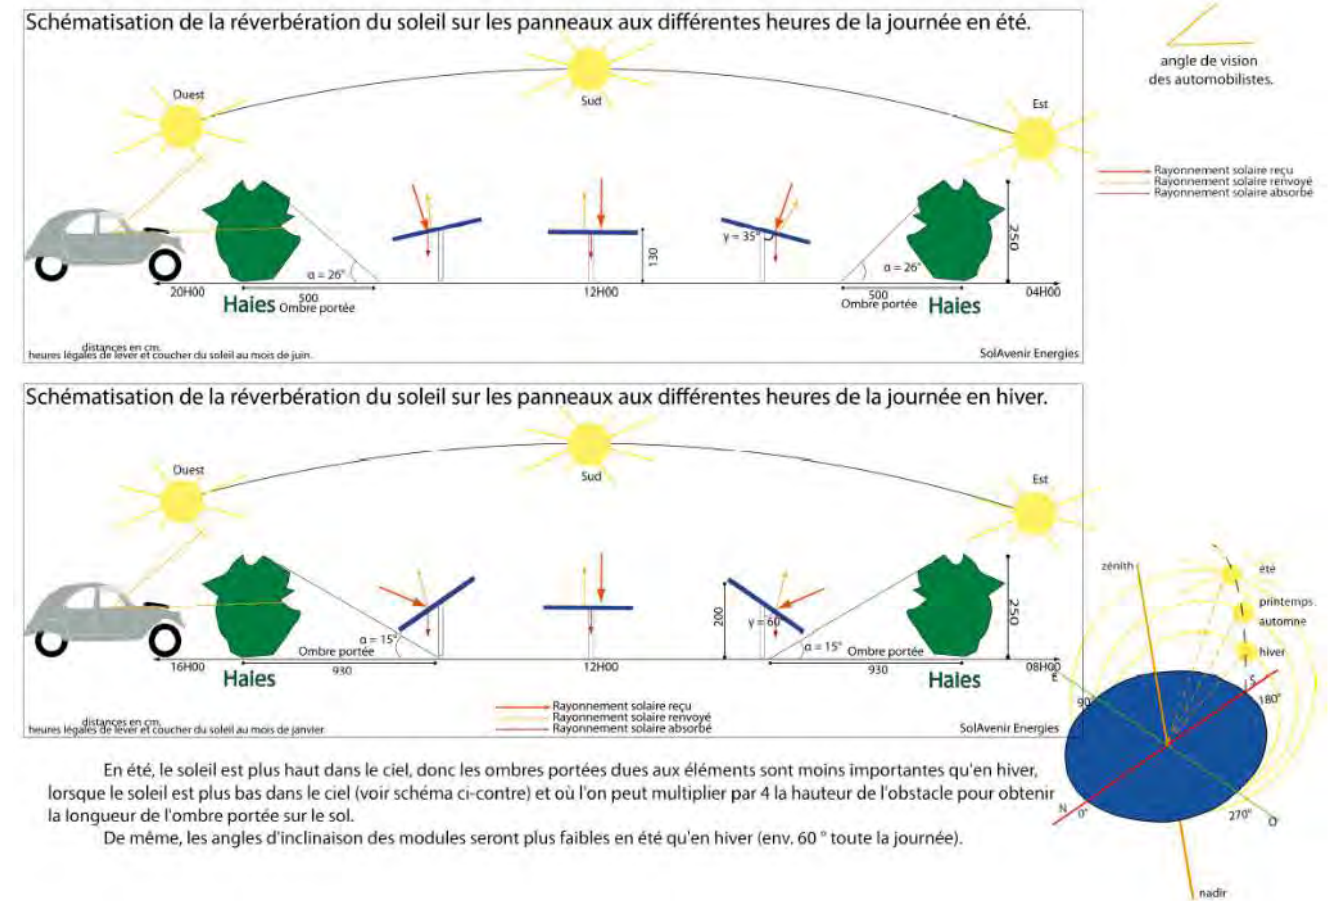 Schématisation de la réverbération du soleil sur les panneaux aux différentes heures de la journée en été.
angle de vision
des automobilistes.
Ouest
Sud
Est
Rayonnement solaire reçu
Rayonnement solaire renvoyé
Rayonnement solaire absorbé
γ = 35°
130
250
α = 26°
α = 26°
20H00
500
12H00
500
04H00
Haies
Ombre portée
Ombre portée
Haies
distances en cm.
heures légales de lever et coucher du soleil au mois de juin.
SolAvenir Energies
Schématisation de la réverbération du soleil sur les panneaux aux différentes heures de la journée en hiver.
Ouest
Sud
Est
200
γ = 60
250
α = 15°
α = 15°
Ombre portée
Ombre portée
16H00
930
12H00
930
08H00
Haies
Haies
Rayonnement solaire reçu
Rayonnement solaire renvoyé
Rayonnement solaire absorbé
distances en cm.
heures légales de lever et coucher du soleil au mois de janvier
SolAvenir Energies
zénith
été
printemps
automne
hiver
E
S
90°
180°
N
0°
270°
O
nadir
En été, le soleil est plus haut dans le ciel, donc les ombres portées dues aux éléments sont moins importantes qu'en hiver,
lorsque le soleil est plus bas dans le ciel (voir schéma ci-contre) et où l'on peut multiplier par 4 la hauteur de l'obstacle pour obtenir
la longueur de l'ombre portée sur le sol.
De même, les angles d'inclinaison des modules seront plus faibles en été qu'en hiver (env. 60 ° toute la journée).